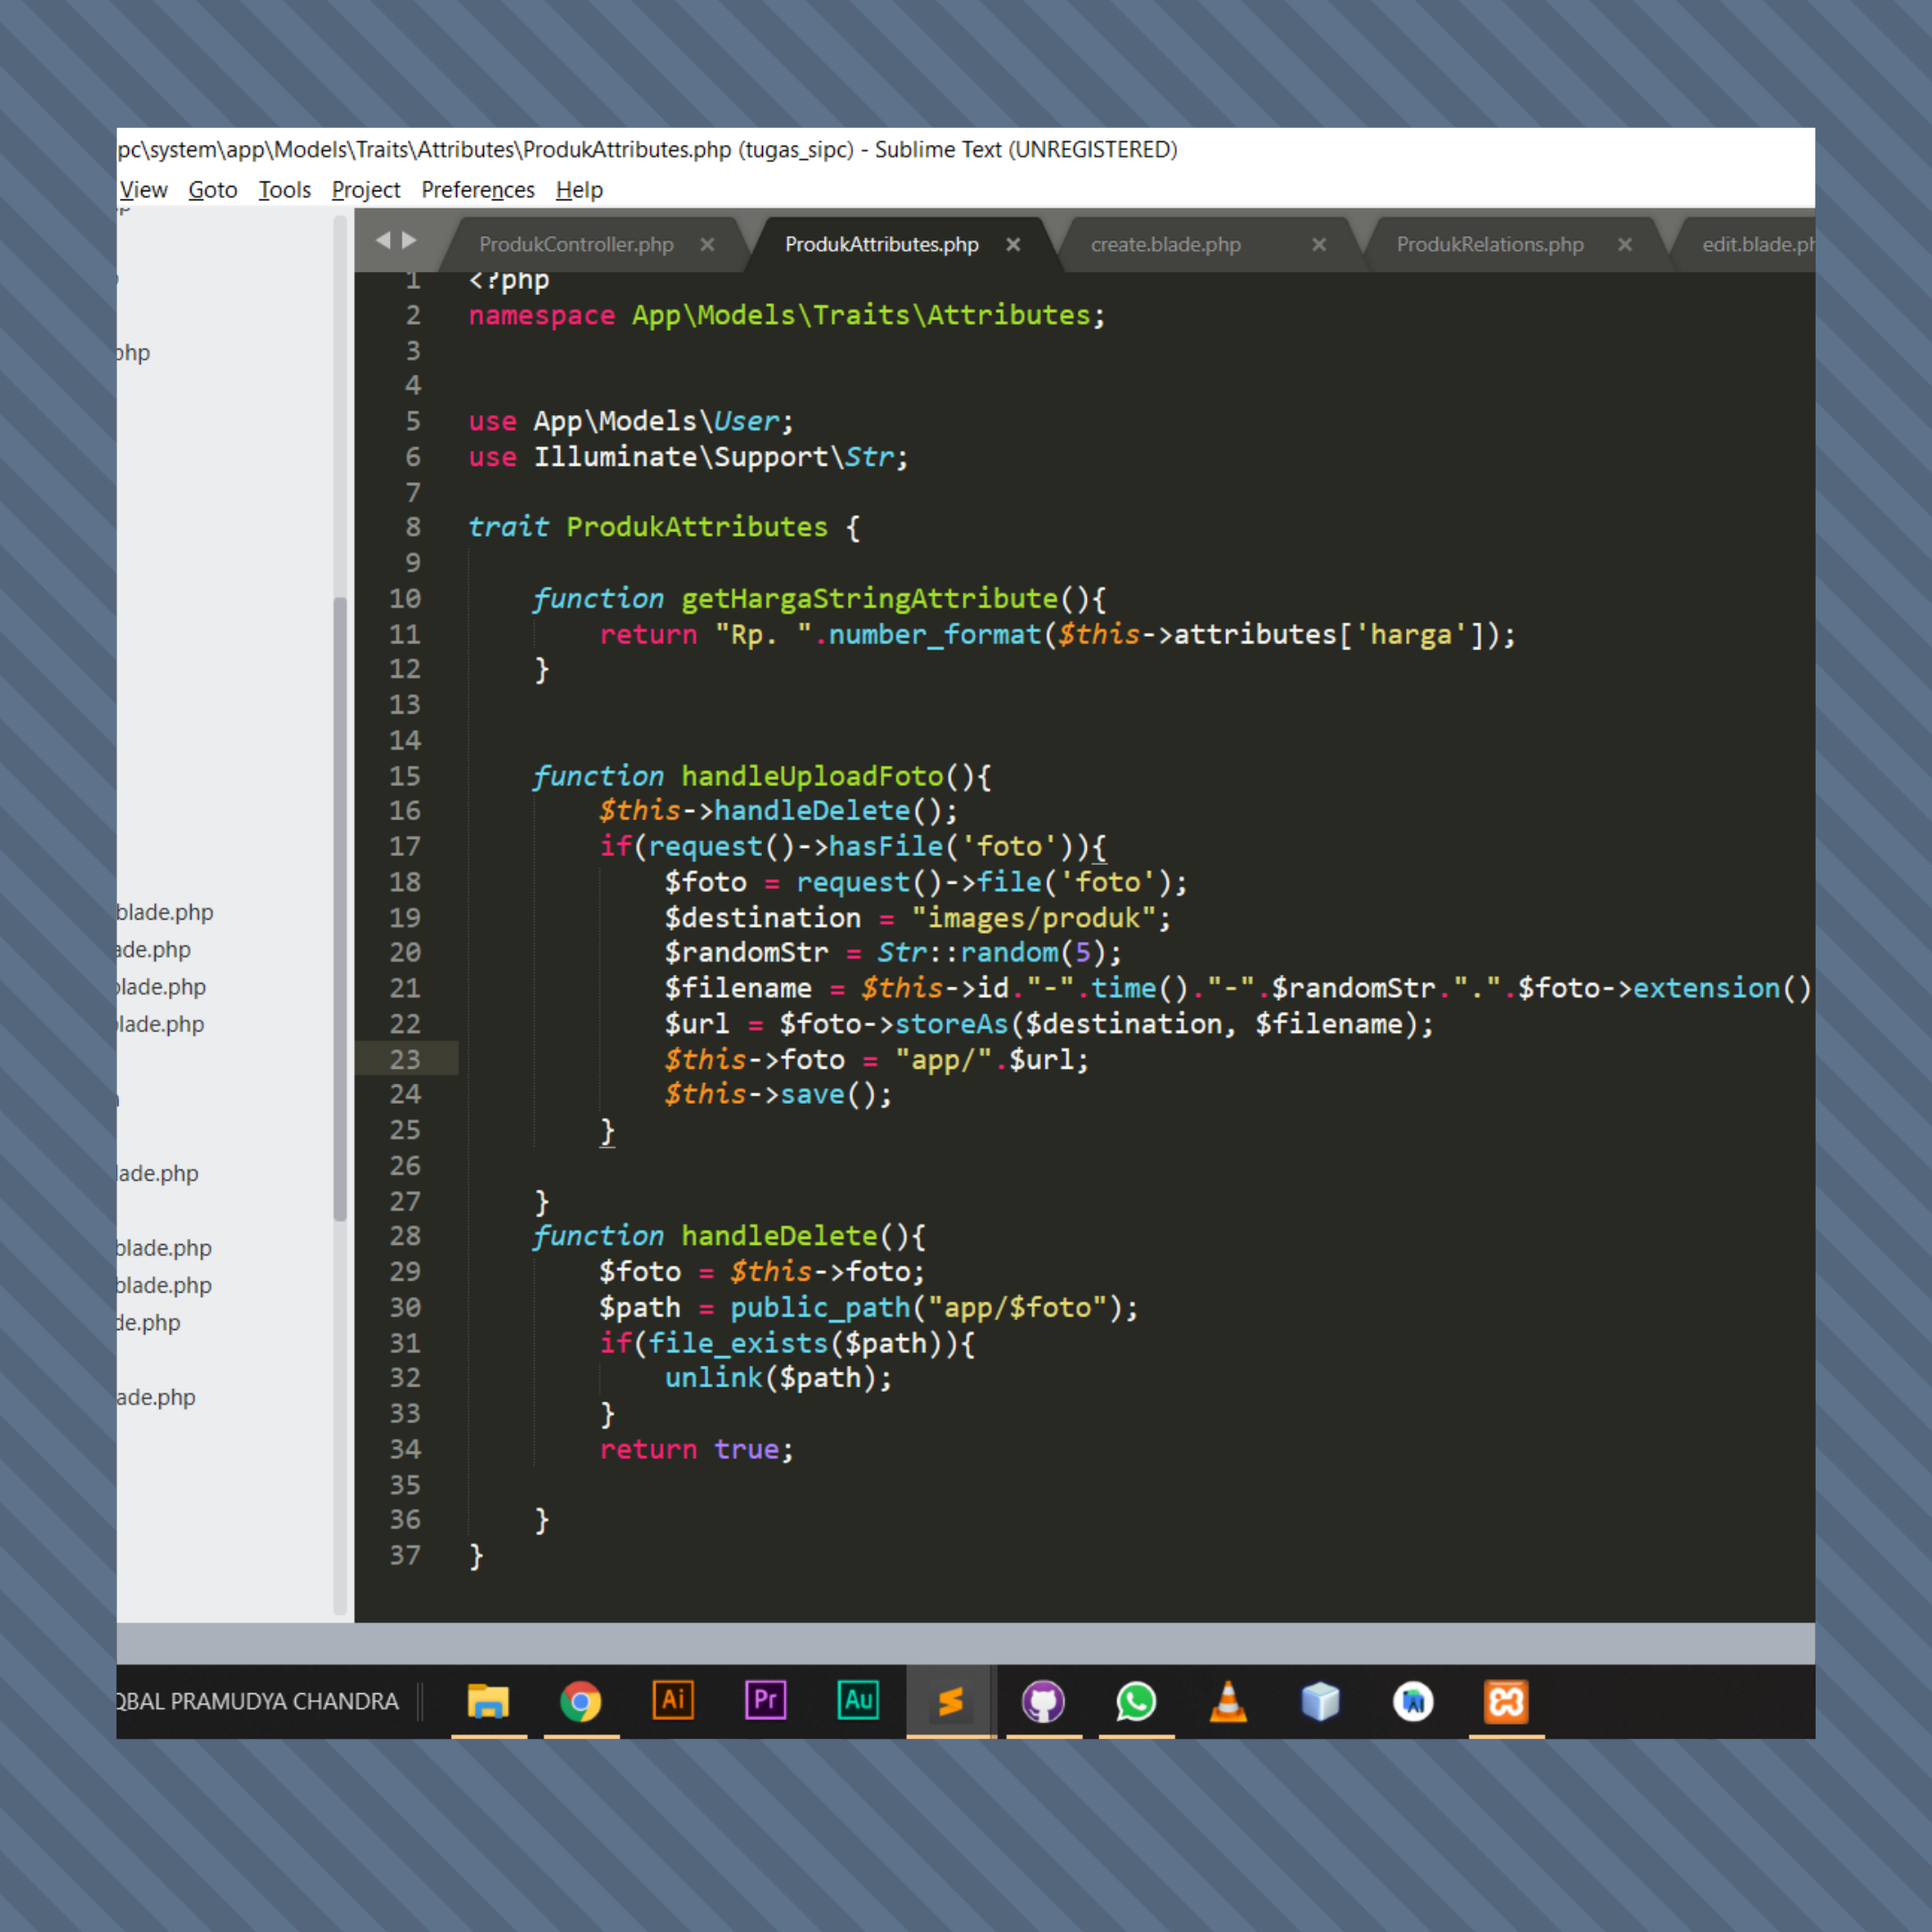 pc\system\app\Models\Traits\Attributes\ProdukAttributes.php (tugas_sipc) - Sublime Text (UNREGISTERED)
View Goto Tools Project Preferences Help
ProdukController.php × ProdukAttributes.php × create.blade.php × ProdukRelations.php × edit.blade.ph
1 <?php
2 namespace App\Models\Traits\Attributes;
3
4
5 use App\Models\User;
6 use Illuminate\Support\Str;
7
8 trait ProdukAttributes {
9
10 function getHargaStringAttribute(){
11 return "Rp. ".number_format($this->attributes['harga']);
12 }
13
14
15 function handleUploadFoto(){
16 $this->handleDelete();
17 if(request()->hasFile('foto')){
18 $foto = request()->file('foto');
19 $destination = "images/produk";
20 $randomStr = Str::random(5);
21 $filename = $this->id."-".time()."-".$randomStr.".".$foto->extension()
22 $url = $foto->storeAs($destination, $filename);
23 $this->foto = "app/".$url;
24 $this->save();
25 }
26
27 }
28 function handleDelete(){
29 $foto = $this->foto;
30 $path = public_path("app/$foto");
31 if(file_exists($path)){
32 unlink($path);
33 }
34 return true;
35
36 }
37 }
php
blade.php
ade.php
lade.php
lade.php
lade.php
blade.php
blade.php
de.php
ade.php
QBAL PRAMUDYA CHANDRA
Ai Pr Au